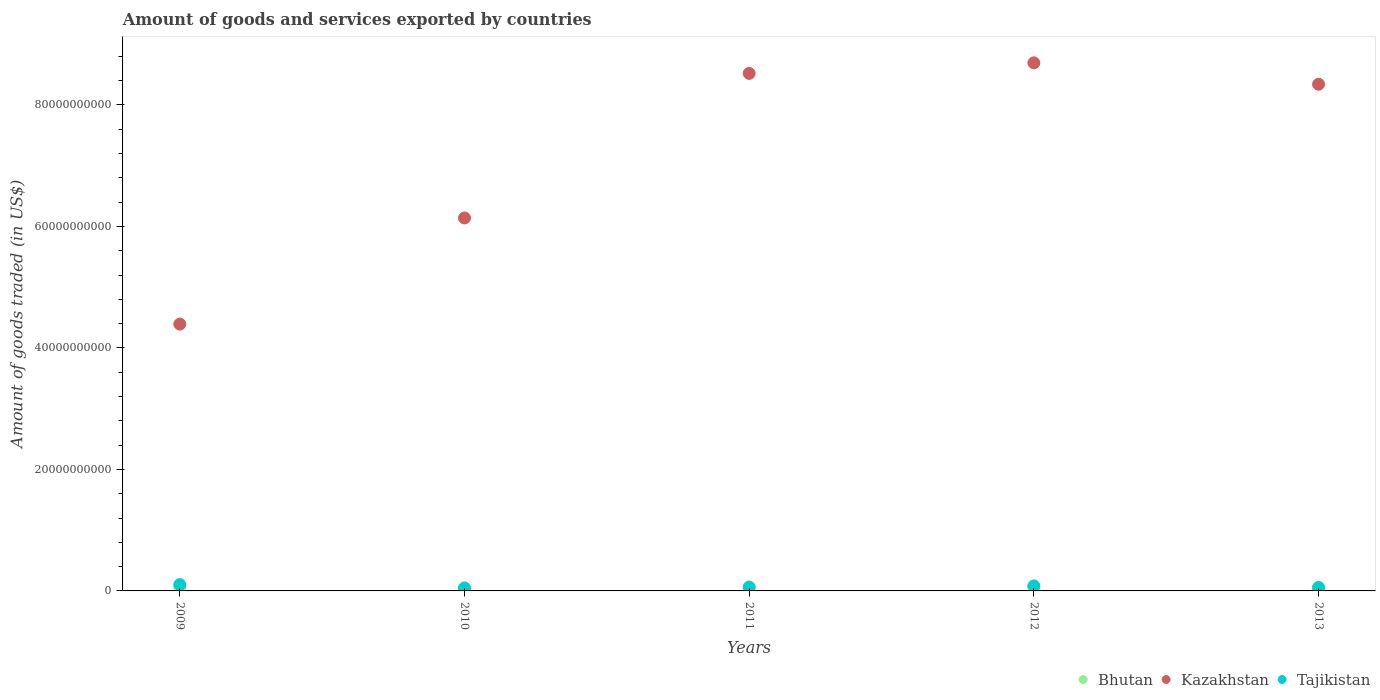 Amount of goods and services exported by countries
Amount of goods traded (in US$)
80000000000
60000000000
40000000000
20000000000
0
2009
2010
2011
2012
2013
Years
Bhutan
Kazakhstan
Tajikistan